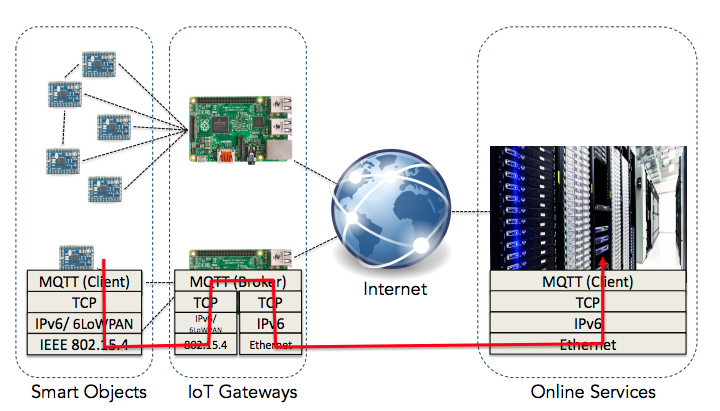 MQTT (Client)
TCP
IPv6/ 6LoWPAN
IEEE 802.15.4
MQTT (Broker)
TCP
TCP
IPv6/
6LoWPAN
IPv6
802.15.4
Ethernet
Internet
MQTT (Client)
TCP
IPv6
Ethernet
Smart Objects
IoT Gateways
Online Services